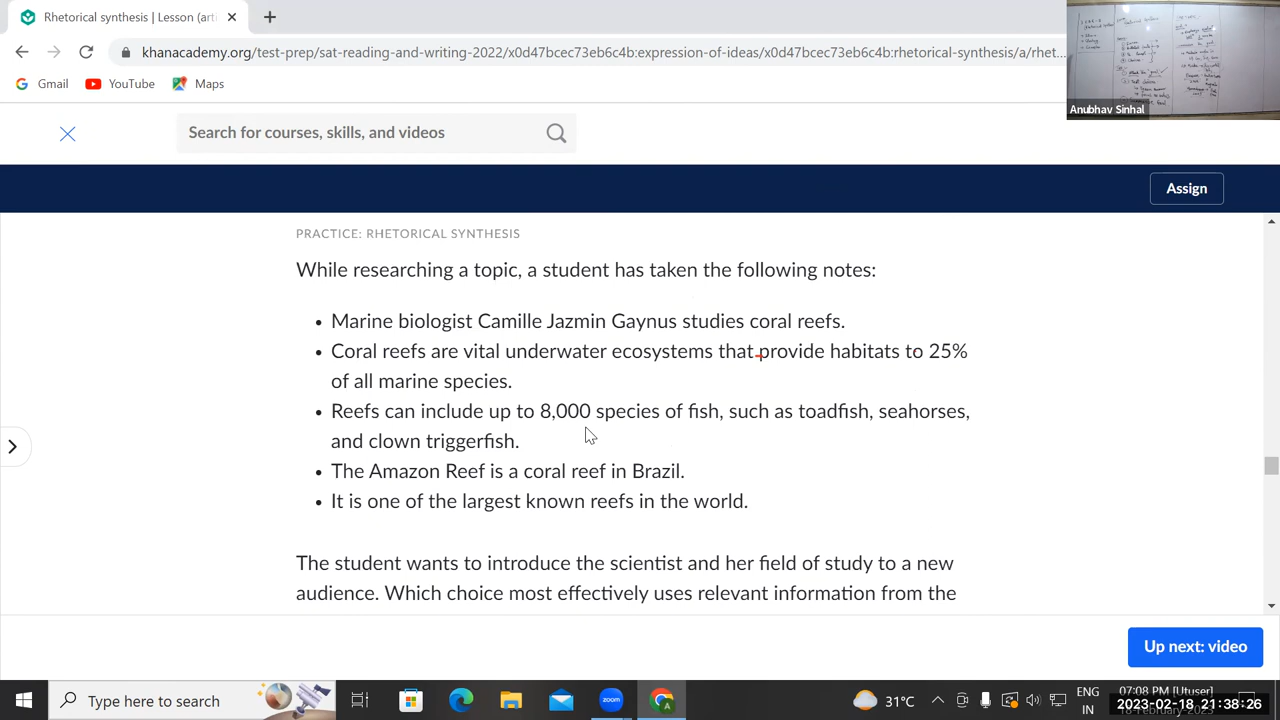 Rhetorical synthesis | Lesson (arti
khanacademy.org/test-prep/sat-reading-and-writing-2023/x0d47bcec73eb6c4b:expression-of-ideas/x0d47bcec73eb6c4b:rhetorical-synthesis/a/rhet...
Gmail YouTube Maps
Anubhav Sinhal
Search for courses, skills, and videos
Assign
PRACTICE: RHETORICAL SYNTHESIS
While researching a topic, a student has taken the following notes:
• Marine biologist Camille Jazmin Gaynus studies coral reefs.
• Coral reefs are vital underwater ecosystems that provide habitats to 25%
of all marine species.
• Reefs can include up to 8,000 species of fish, such as toadfish, seahorses,
and clown triggerfish.
• The Amazon Reef is a coral reef in Brazil.
• It is one of the largest known reefs in the world.
The student wants to introduce the scientist and her field of study to a new
audience. Which choice most effectively uses relevant information from the
Up next: video
Type here to search
zoom
31°C
ENG
IN
07:08 PM [Utuser]
18 February 2023
2023-02-18 21:38:26